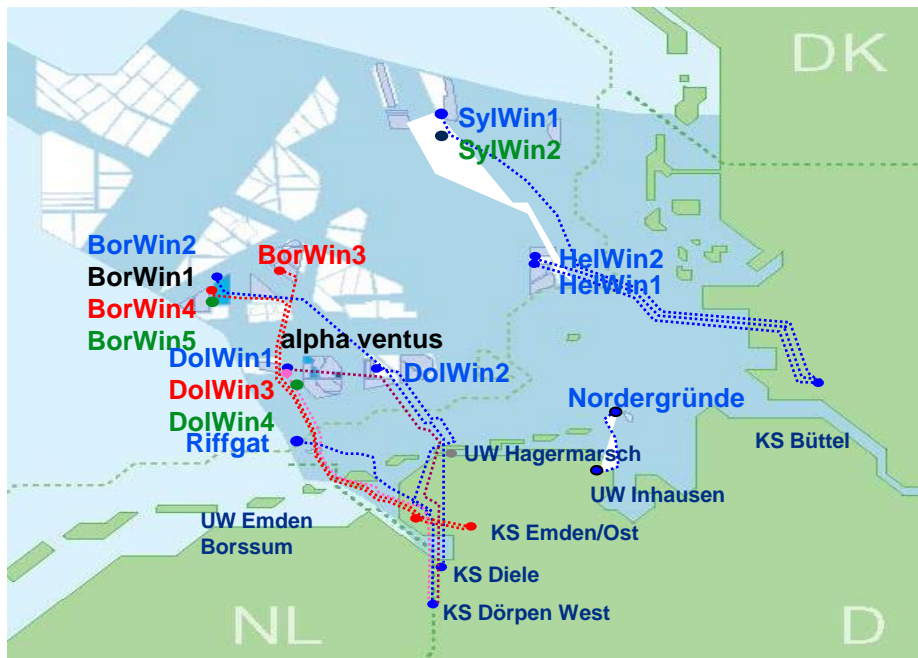 DK
SylWin1
SylWin2
BorWin2
BorWin3
HelWin2
BorWin1
HelWin1
BorWin4
BorWin5
alpha ventus
DolWin1
DolWin2
DolWin3
DolWin4
Nordergründe
Riffgat
KS Büttel
UW Hagermarsch
UW Inhausen
UW Emden
Borssum
KS Emden/Ost
KS Diele
KS Dörpen West
NL
D